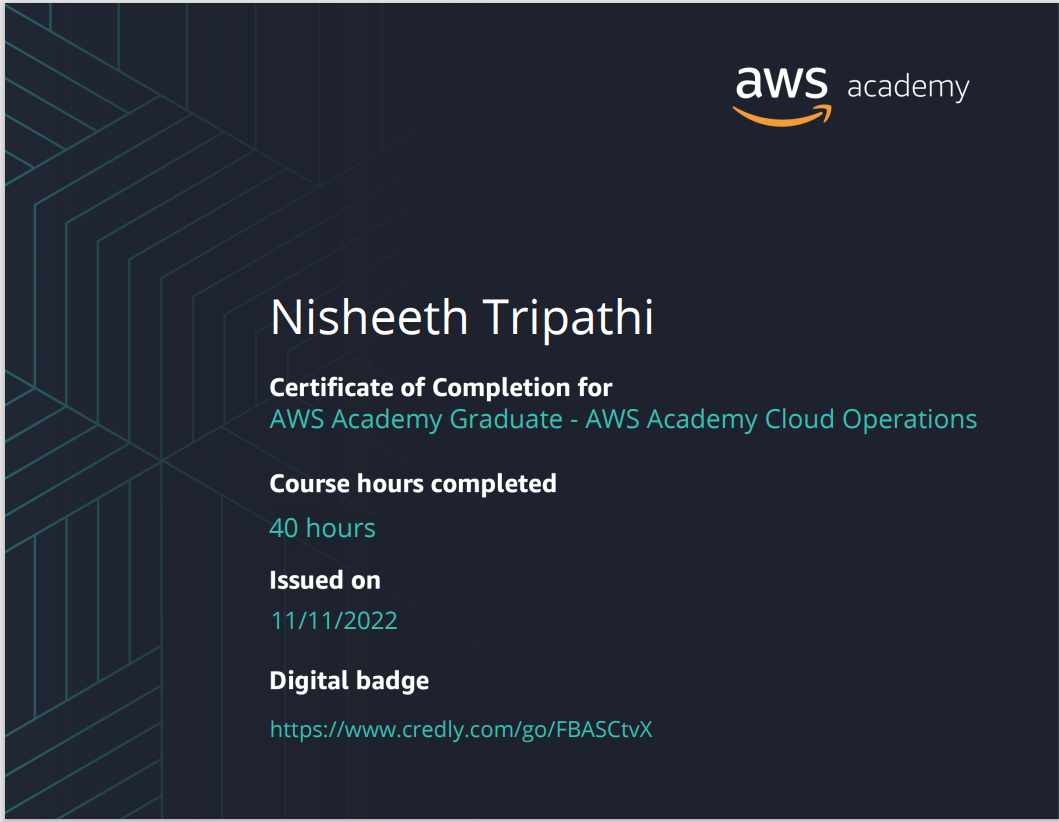 aws academy
Nisheeth Tripathi
Certificate of Completion for
AWS Academy Graduate - AWS Academy Cloud Operations
Course hours completed
40 hours
Issued on
11/11/2022
Digital badge
https://www.credly.com/go/FBASCtvX